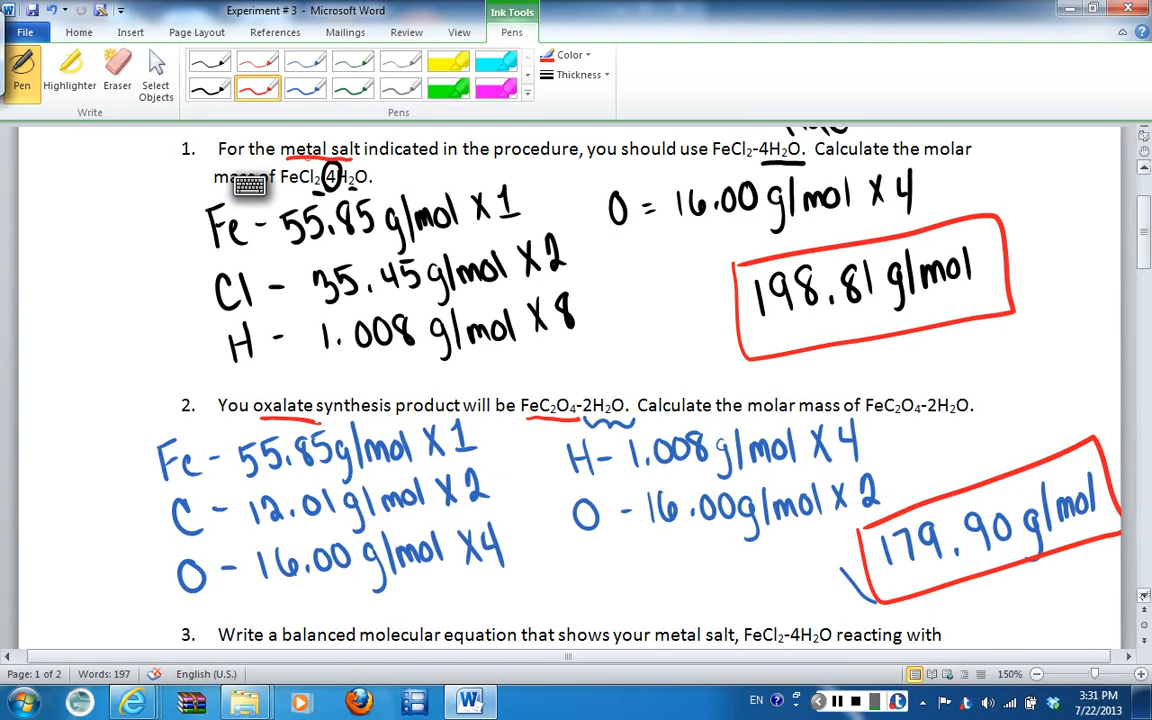 Experiment # 3 - Microsoft Word
Ink Tools
File Home Insert Page Layout References Mailings Review View Pens
Pen
Highlighter
Eraser
Select
Objects
Color
Thickness
Write
Pens
1. For the metal salt indicated in the procedure, you should use FeCl2-4H2O. Calculate the molar
mass of FeCl2-4H2O.
Fe - 55.85 g/mol X 1
O = 16.00 g/mol X 4
Cl - 35.45 g/mol X 2
198.81 g/mol
H - 1.008 g/mol X 8
2. You oxalate synthesis product will be FeC2O4-2H2O. Calculate the molar mass of FeC2O4-2H2O.
Fe - 55.85 g/mol X 1
H - 1.008 g/mol X 4
C - 12.01 g/mol X 2
O - 16.00 g/mol X 2
O - 16.00 g/mol X4
179.90 g/mol
3. Write a balanced molecular equation that shows your metal salt, FeCl2-4H2O reacting with
Page: 1 of 2 Words: 197 English (U.S.) 150%
EN 3:31 PM
7/22/2013